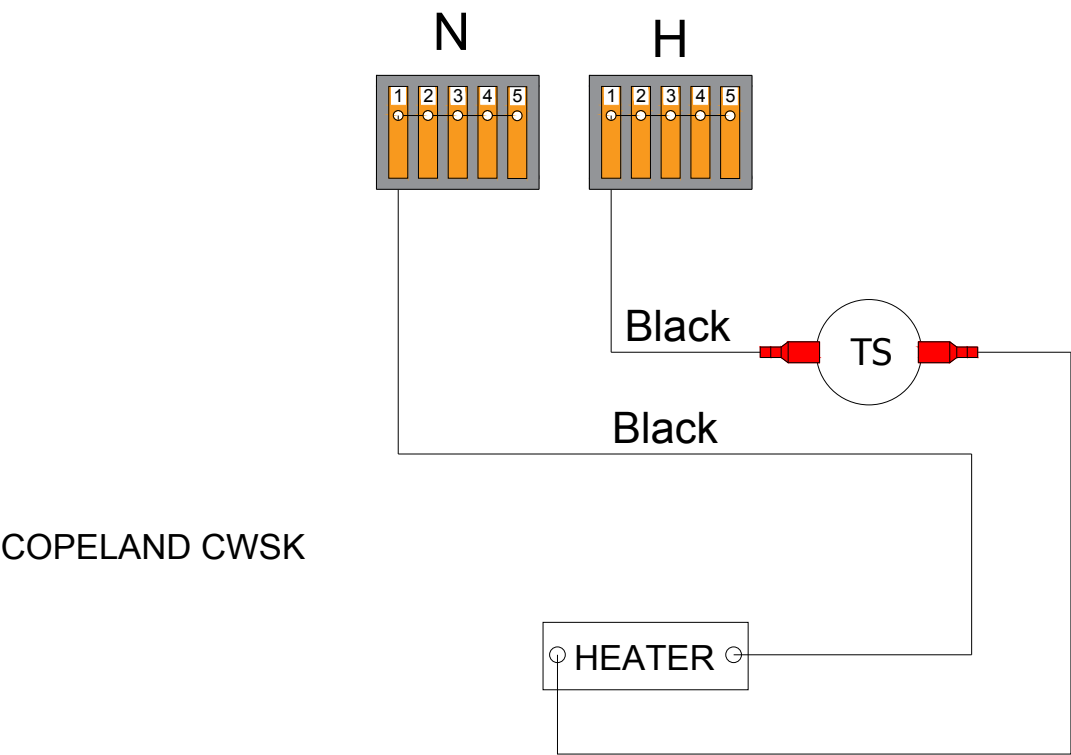 N H
1 2 3 4 5 1 2 3 4 5
Black
TS
Black
COPELAND CWSK
HEATER